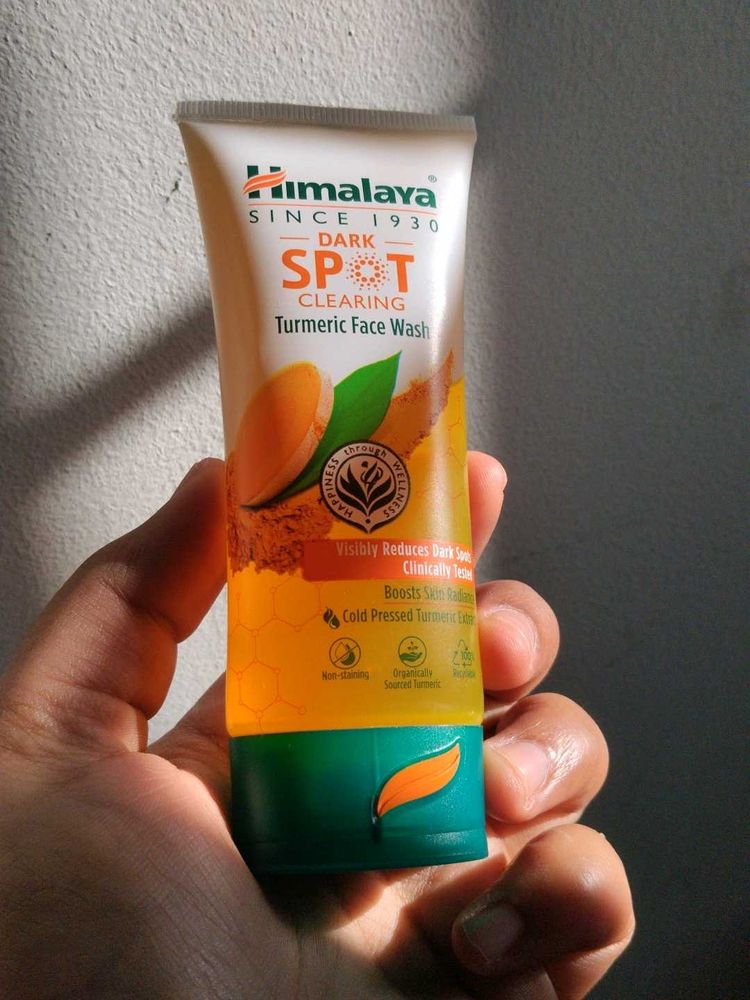 Himalaya®
SINCE 1930
DARK
SPOT
CLEARING
Turmeric Face Wash
HAPPINESS through WELLNESS
Visibly Reduces Dark Spots
Clinically Tested
Boosts Skin Radiance
Cold Pressed Turmeric Extract
Non-staining
Organically
Sourced Turmeric
100%
Recyclable